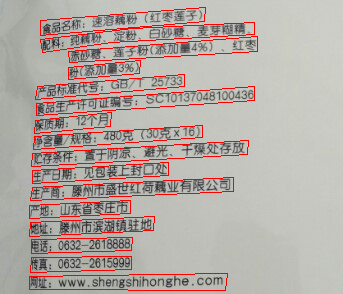 食品名称：速溶藕粉（红枣莲子）
配料：纯藕粉、淀粉、白砂糖、麦芽糊精、
冻砂糖、莲子粉（添加量4%）、红枣
粉(添加量3%)
产品标准代号：GB/T 25733
食品生产许可证编号：SC10137048100436
保质期：12个月
净含量/规格：480克（30克x16）
贮存条件：置于阴凉、避光、干燥处存放
生产日期：见包装上封口处
生产商：滕州市盛世红荷藕业有限公司
产地：山东省枣庄市
地址：滕州市滨湖镇驻地
电话：0632-2618888
传真：0632-2615999
网址：www.shengshihonghe.com